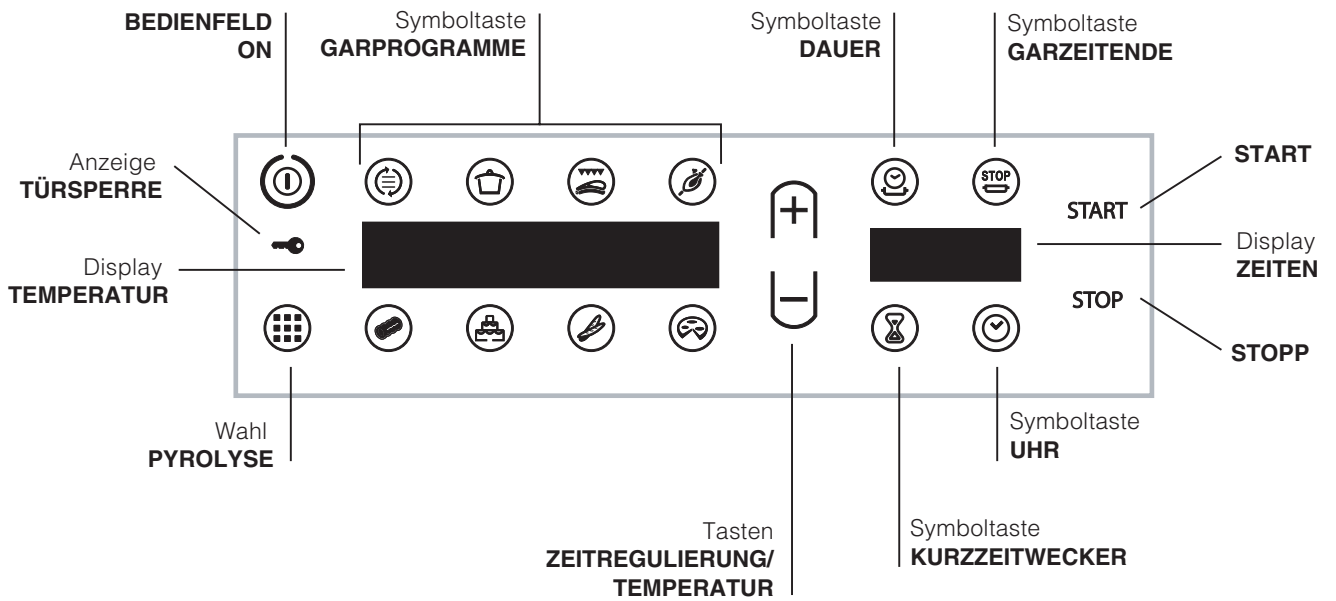 BEDIENFELD
ON
Symboltaste
GARPROGRAMME
Symboltaste
DAUER
Symboltaste
GARZEITENDE
Anzeige
TÜRSPERRE
STOP
START
START
Display
TEMPERATUR
Display
ZEITEN
STOP
STOPP
Wahl
PYROLYSE
Symboltaste
UHR
Tasten
ZEITREGULIERUNG/
TEMPERATUR
Symboltaste
KURZZEITWECKER